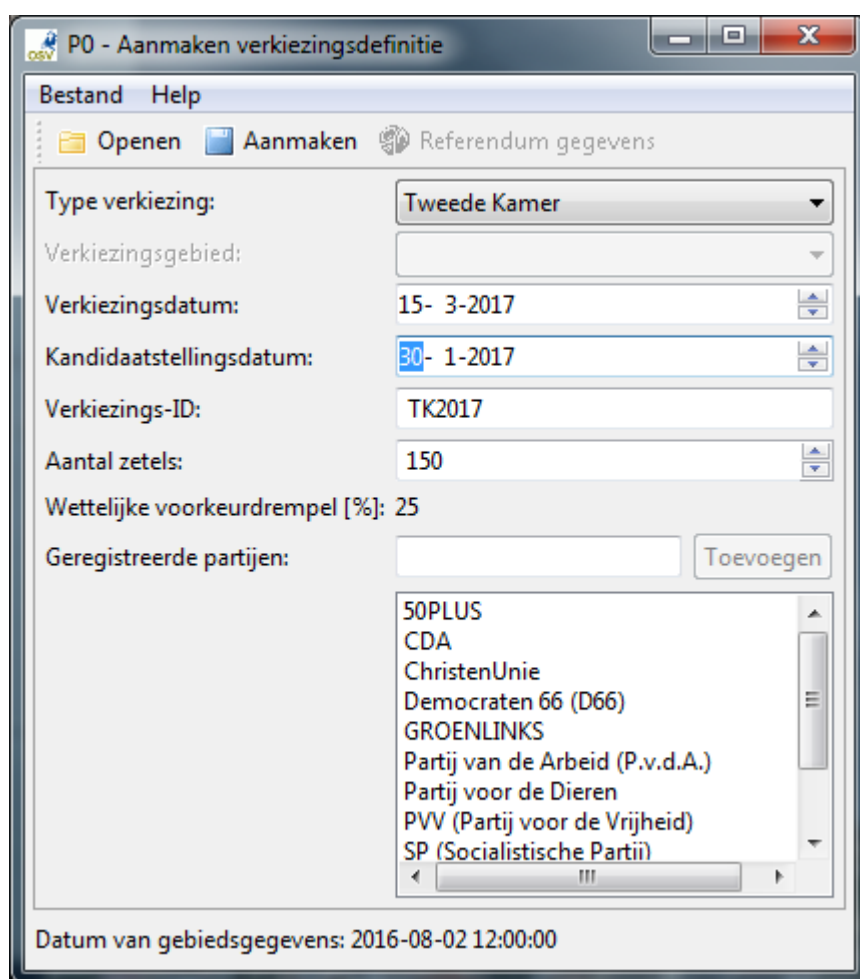 OSV P0 - Aanmaken verkiezingsdefinitie
Bestand Help
Openen Aanmaken Referendum gegevens
Type verkiezing: Tweede Kamer
Verkiezingsgebied:
Verkiezingsdatum: 15- 3-2017
Kandidaatstellingsdatum: 30- 1-2017
Verkiezings-ID: TK2017
Aantal zetels: 150
Wettelijke voorkeurdrempel [%]: 25
Geregistreerde partijen: Toevoegen
50PLUS
CDA
ChristenUnie
Democraten 66 (D66)
GROENLINKS
Partij van de Arbeid (P.v.d.A.)
Partij voor de Dieren
PVV (Partij voor de Vrijheid)
SP (Socialistische Partij)
Datum van gebiedsgegevens: 2016-08-02 12:00:00